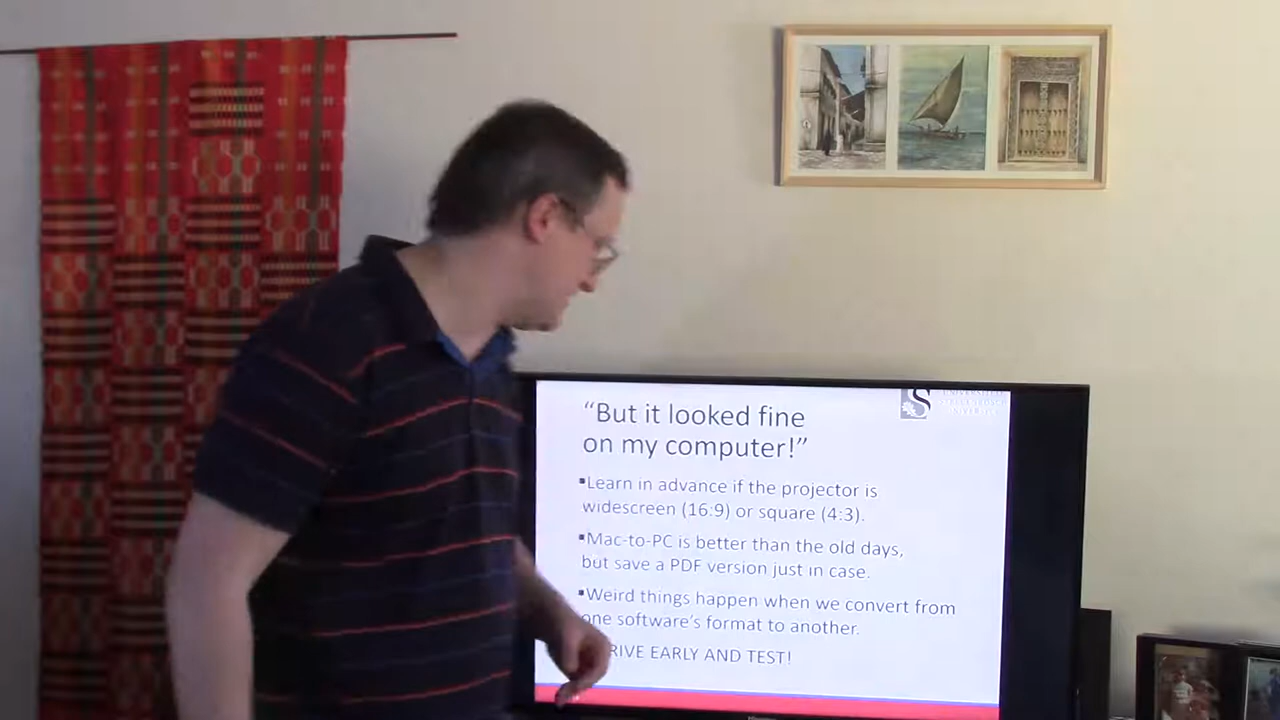 “But it looked fine
on my computer!”
▪Learn in advance if the projector is
widescreen (16:9) or square (4:3).
▪Mac-to-PC is better than the old days,
but save a PDF version just in case.
▪Weird things happen when we convert from
one software’s format to another.
RIVE EARLY AND TEST!